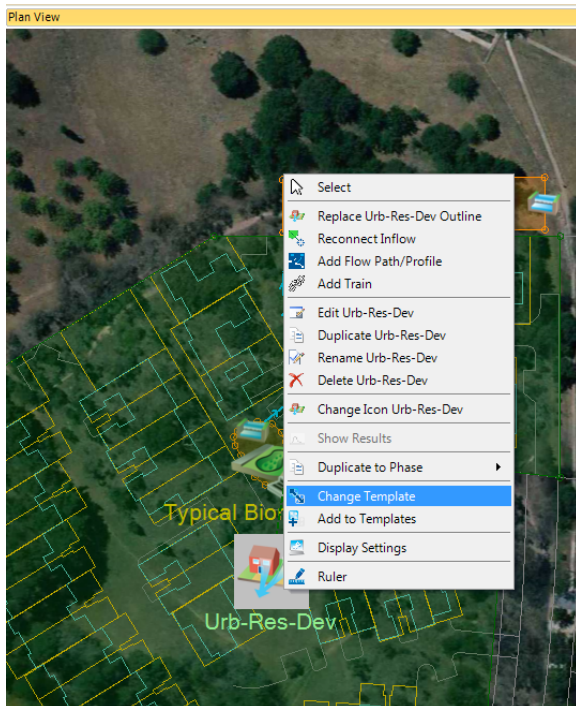 Plan View
Select
Replace Urb-Res-Dev Outline
Reconnect Inflow
Add Flow Path/Profile
Add Train
Edit Urb-Res-Dev
Duplicate Urb-Res-Dev
Rename Urb-Res-Dev
Delete Urb-Res-Dev
Change Icon Urb-Res-Dev
Show Results
Duplicate to Phase
Change Template
Add to Templates
Display Settings
Ruler
Typical Bio
Urb-Res-Dev